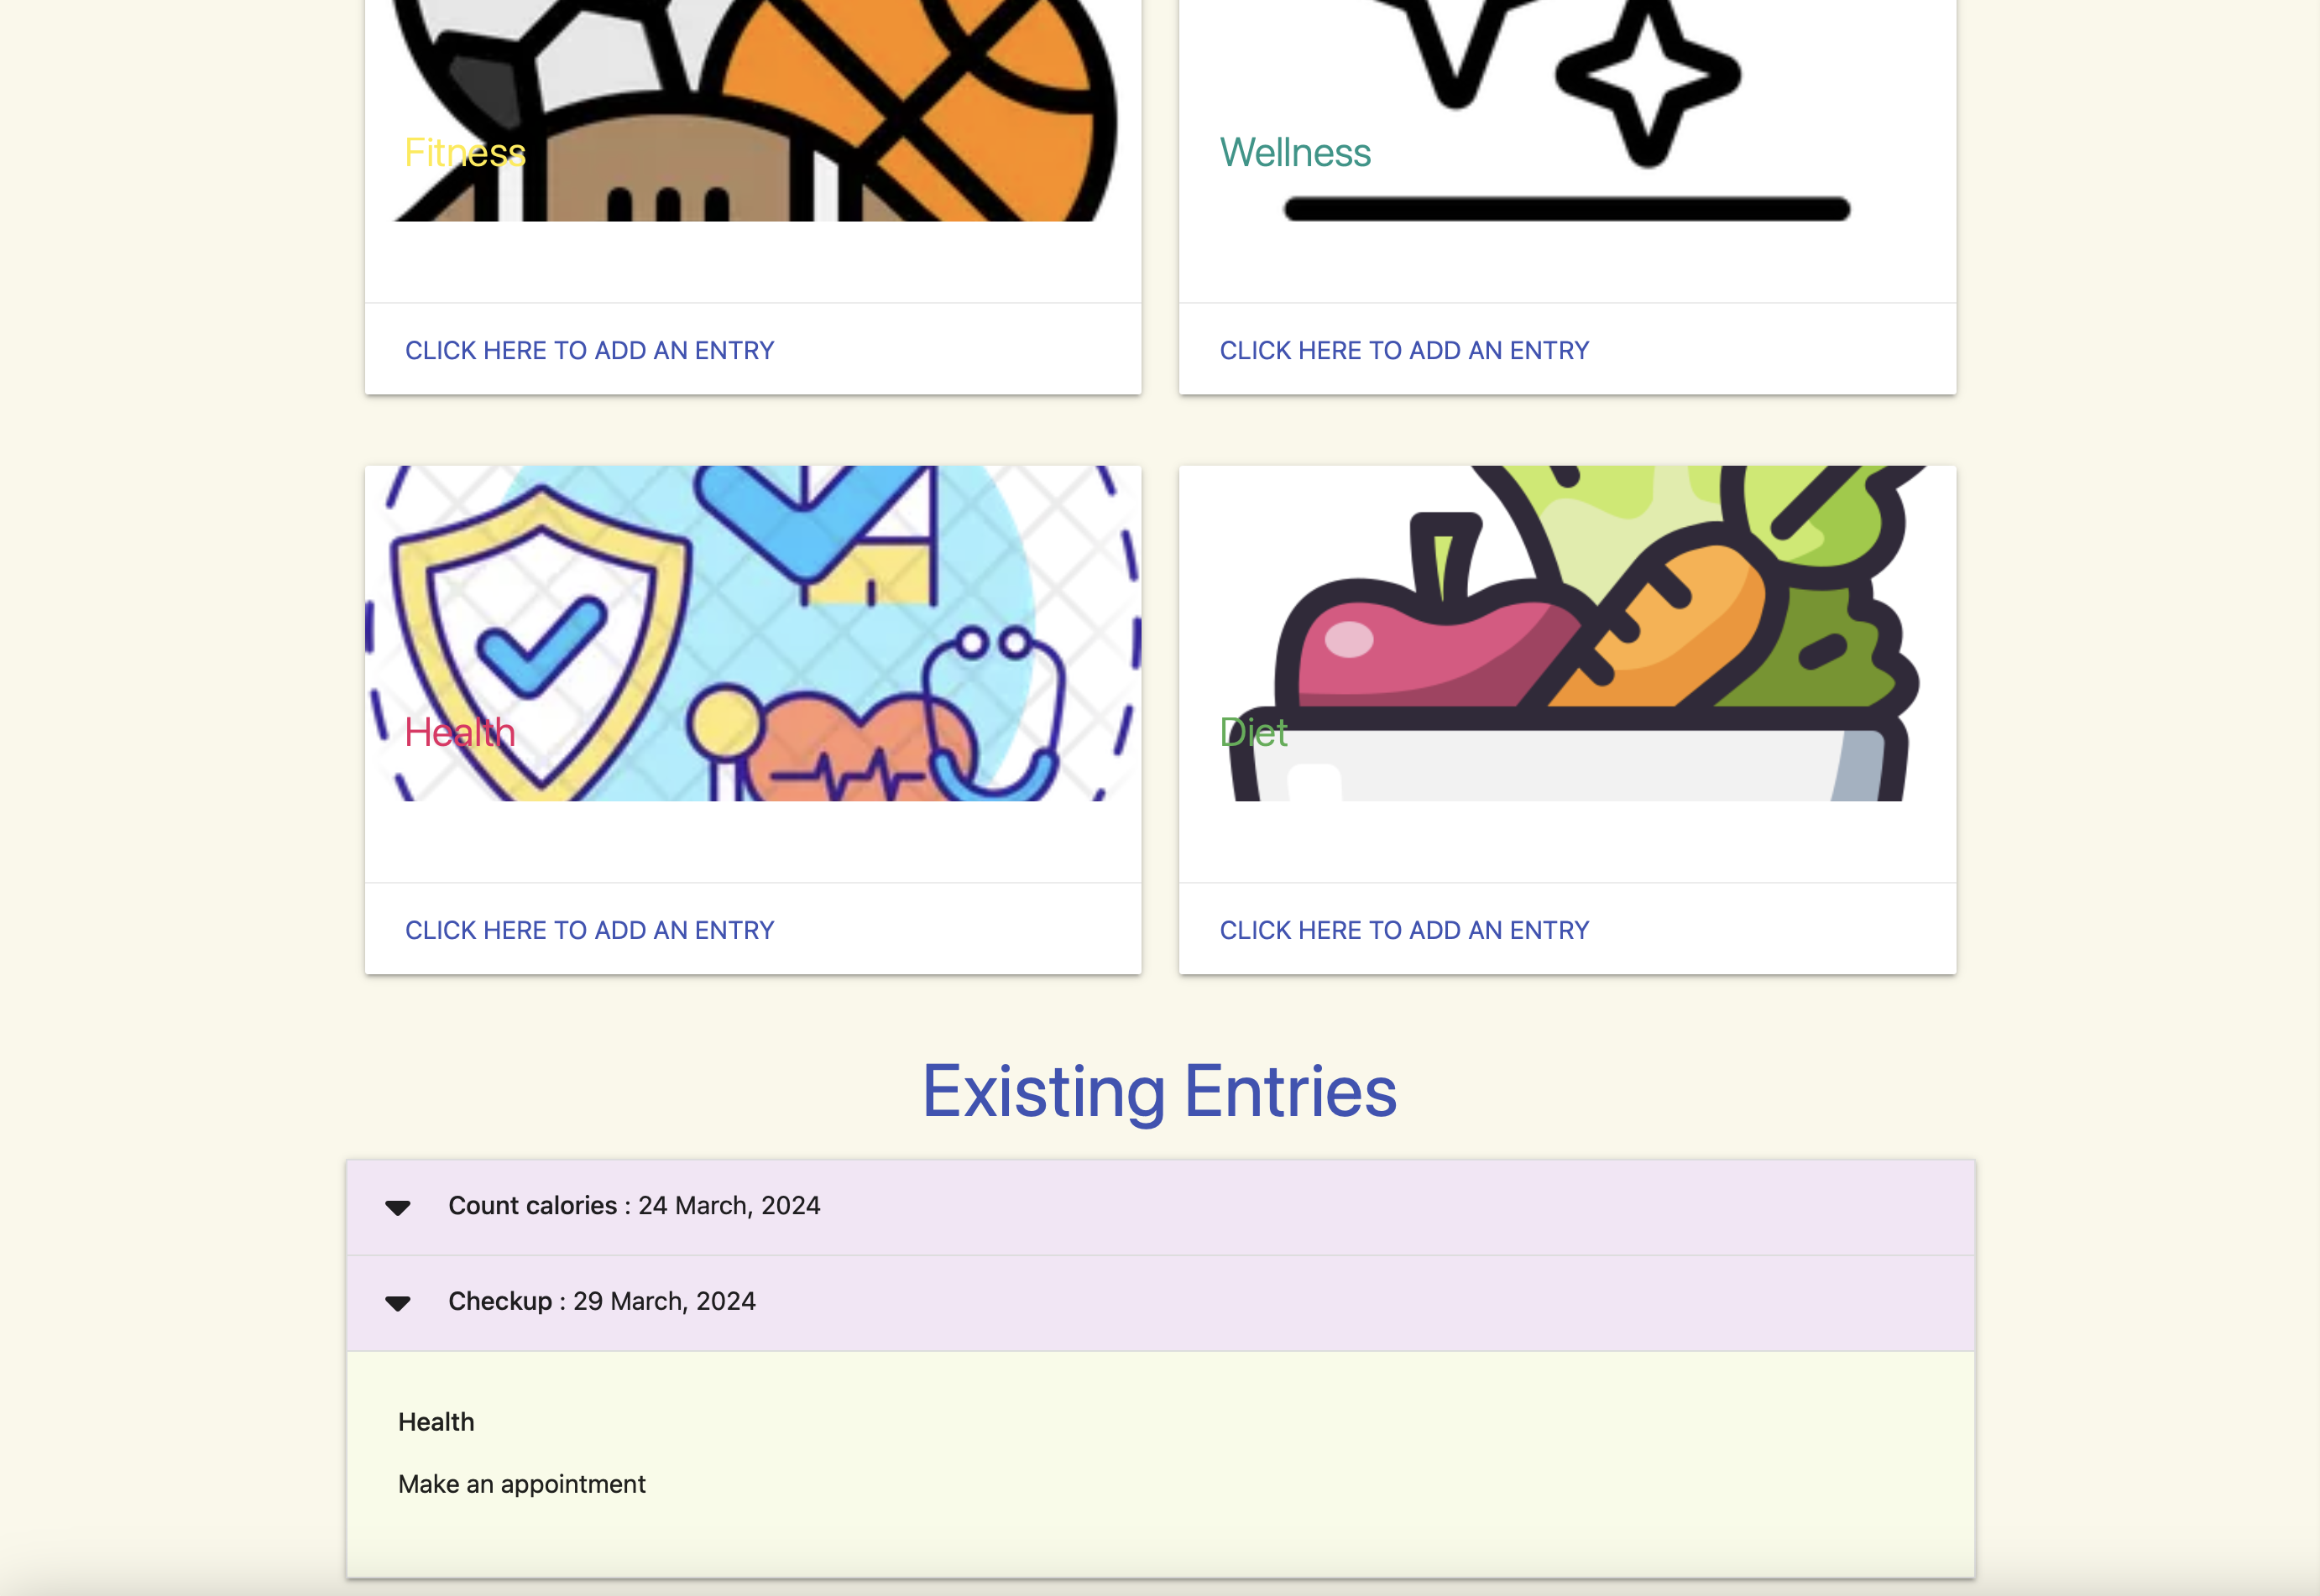 Fitness
Wellness
CLICK HERE TO ADD AN ENTRY
CLICK HERE TO ADD AN ENTRY
Health
Diet
CLICK HERE TO ADD AN ENTRY
CLICK HERE TO ADD AN ENTRY
Existing Entries
Count calories : 24 March, 2024
Checkup : 29 March, 2024
Health
Make an appointment